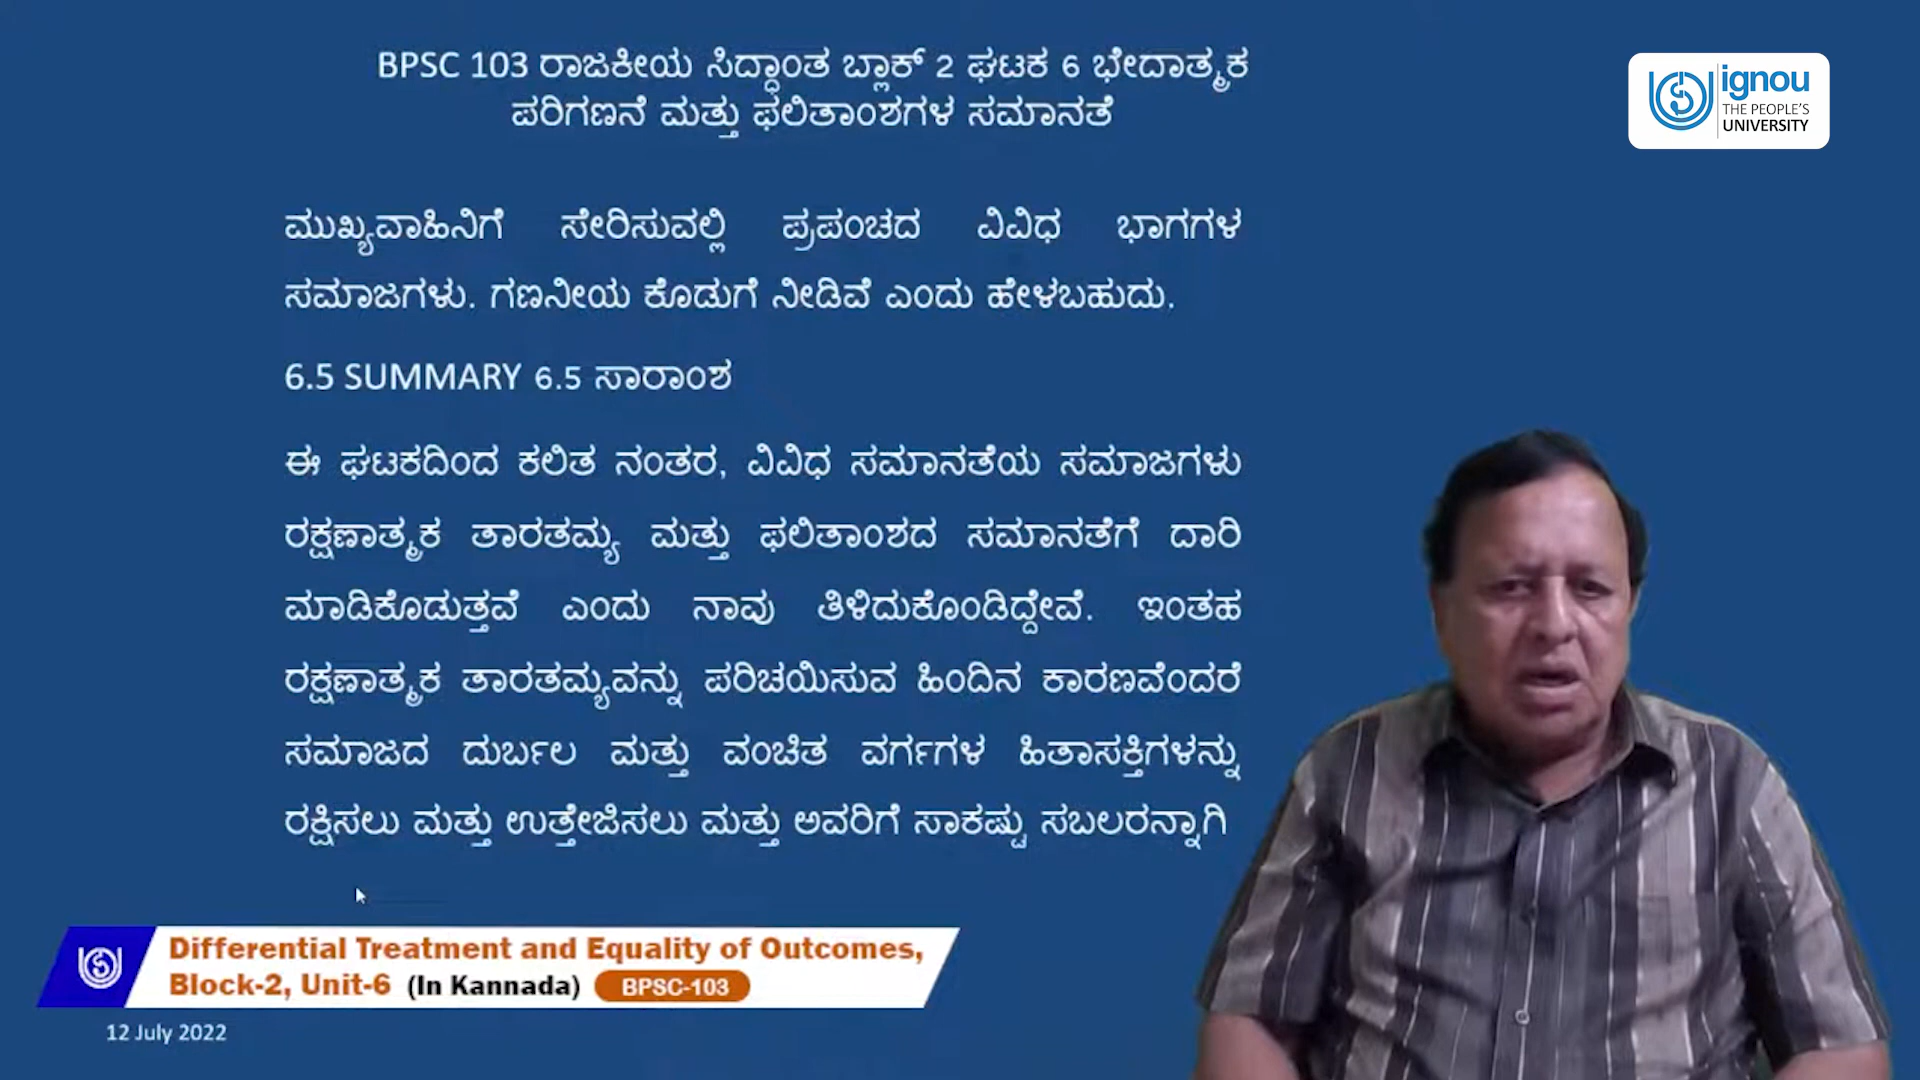 BPSC 103 ರಾಜಕೀಯ ಸಿದ್ಧಾಂತ ಬ್ಲಾಕ್ 2 ಘಟಕ 6 ಭೇದಾತ್ಮಕ
ಪರಿಗಣನೆ ಮತ್ತು ಫಲಿತಾಂಶಗಳ ಸಮಾನತೆ
ignou
THE PEOPLE'S
UNIVERSITY
ಮುಖ್ಯವಾಹಿನಿಗೆ ಸೇರಿಸುವಲ್ಲಿ ಪ್ರಪಂಚದ ವಿವಿಧ ಭಾಗಗಳ
ಸಮಾಜಗಳು. ಗಣನೀಯ ಕೊಡುಗೆ ನೀಡಿವೆ ಎಂದು ಹೇಳಬಹುದು.
6.5 SUMMARY 6.5 ಸಾರಾಂಶ
ಈ ಘಟಕದಿಂದ ಕಲಿತ ನಂತರ, ವಿವಿಧ ಸಮಾನತೆಯ ಸಮಾಜಗಳು
ರಕ್ಷಣಾತ್ಮಕ ತಾರತಮ್ಯ ಮತ್ತು ಫಲಿತಾಂಶದ ಸಮಾನತೆಗೆ ದಾರಿ
ಮಾಡಿಕೊಡುತ್ತವೆ ಎಂದು ನಾವು ತಿಳಿದುಕೊಂಡಿದ್ದೇವೆ. ಇಂತಹ
ರಕ್ಷಣಾತ್ಮಕ ತಾರತಮ್ಯವನ್ನು ಪರಿಚಯಿಸುವ ಹಿಂದಿನ ಕಾರಣವೆಂದರೆ
ಸಮಾಜದ ದುರ್ಬಲ ಮತ್ತು ವಂಚಿತ ವರ್ಗಗಳ ಹಿತಾಸಕ್ತಿಗಳನ್ನು
ರಕ್ಷಿಸಲು ಮತ್ತು ಉತ್ತೇಜಿಸಲು ಮತ್ತು ಅವರಿಗೆ ಸಾಕಷ್ಟು ಸಬಲರನ್ನಾಗಿ
Differential Treatment and Equality of Outcomes,
Block-2, Unit-6 (In Kannada) BPSC-103
12 July 2022